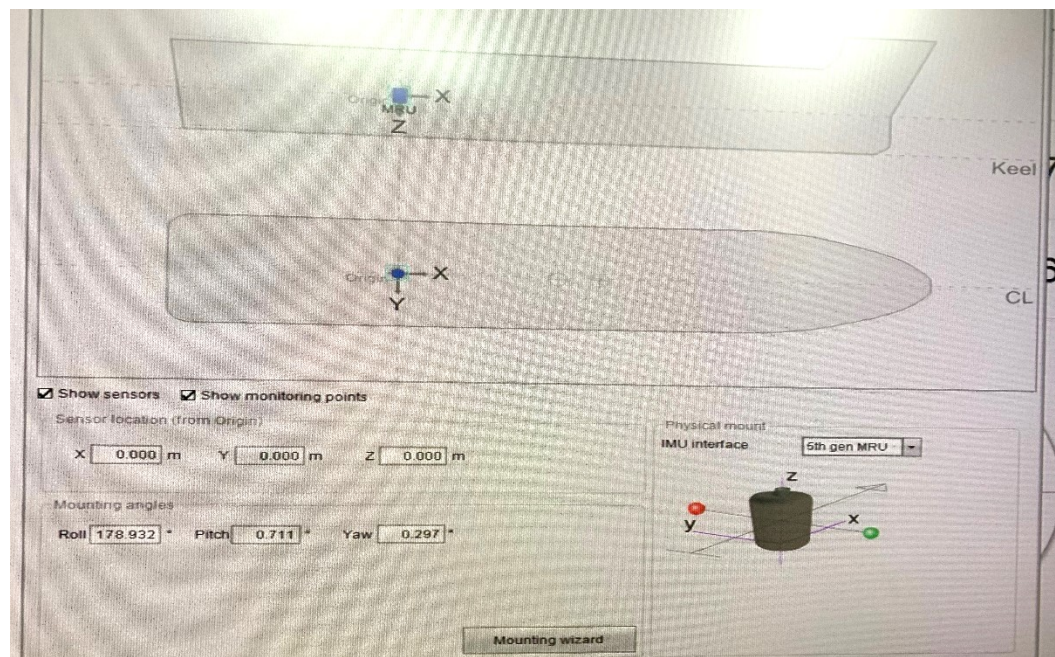 Origin X
MRU
Z
Keel
Origin X
Y
CL
Show sensors Show monitoring points
Sensor location (from Origin)
X 0.000 m Y 0.000 m Z 0.000 m
Physical mount
IMU interface 5th gen MRU
Z
y x
Mounting angles
Roll 178.932 ° Pitch 0.711 ° Yaw 0.297 °
Mounting wizard